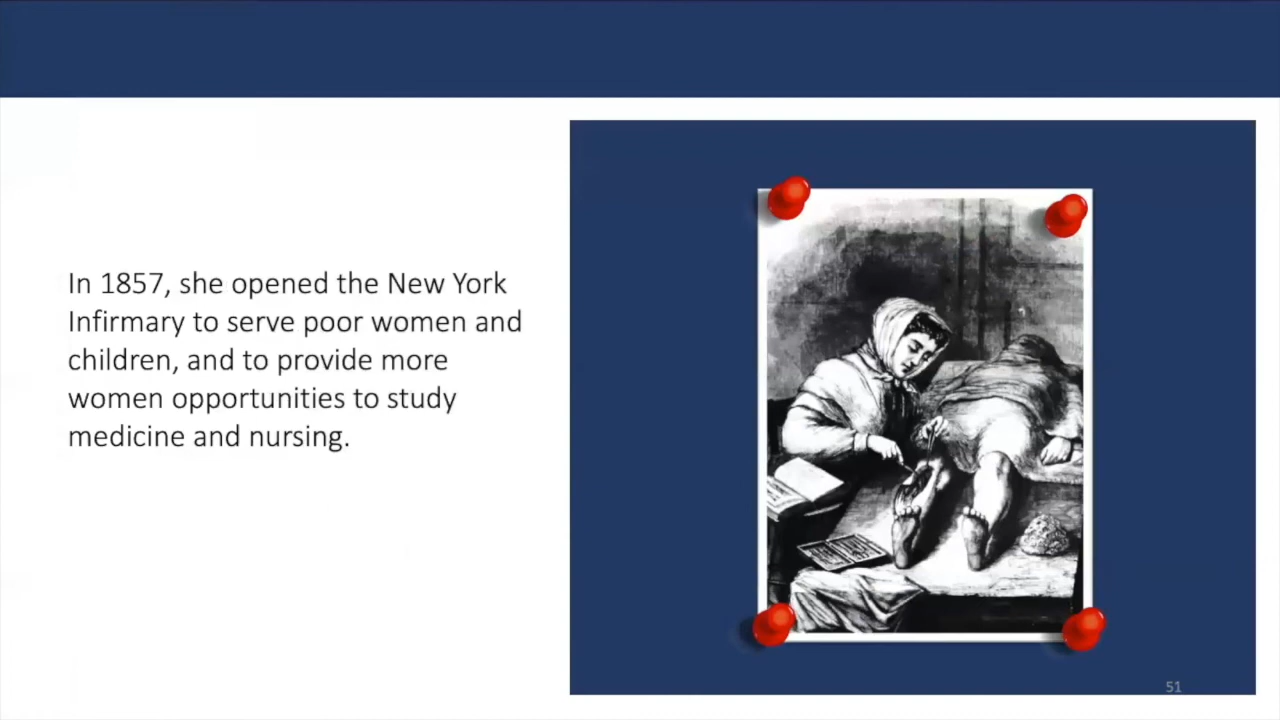 In 1857, she opened the New York
Infirmary to serve poor women and
children, and to provide more
women opportunities to study
medicine and nursing.
51